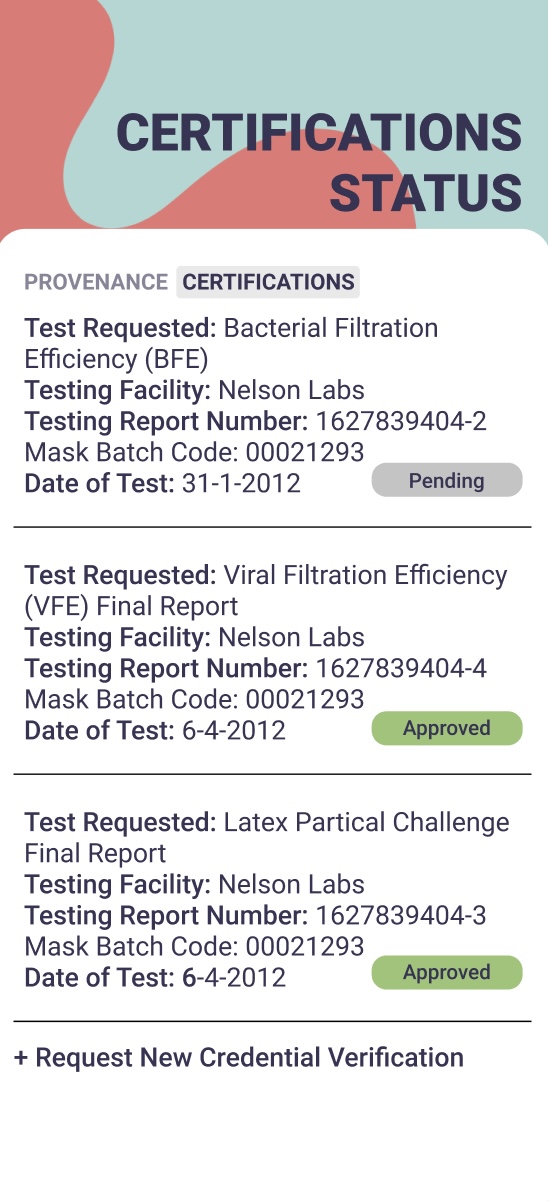 CERTIFICATIONS
STATUS
PROVENANCE CERTIFICATIONS
Test Requested: Bacterial Filtration
Efficiency (BFE)
Testing Facility: Nelson Labs
Testing Report Number: 1627839404-2
Mask Batch Code: 00021293
Date of Test: 31-1-2012
Pending
Test Requested: Viral Filtration Efficiency
(VFE) Final Report
Testing Facility: Nelson Labs
Testing Report Number: 1627839404-4
Mask Batch Code: 00021293
Date of Test: 6-4-2012
Approved
Test Requested: Latex Partical Challenge
Final Report
Testing Facility: Nelson Labs
Testing Report Number: 1627839404-3
Mask Batch Code: 00021293
Date of Test: 6-4-2012
Approved
+ Request New Credential Verification